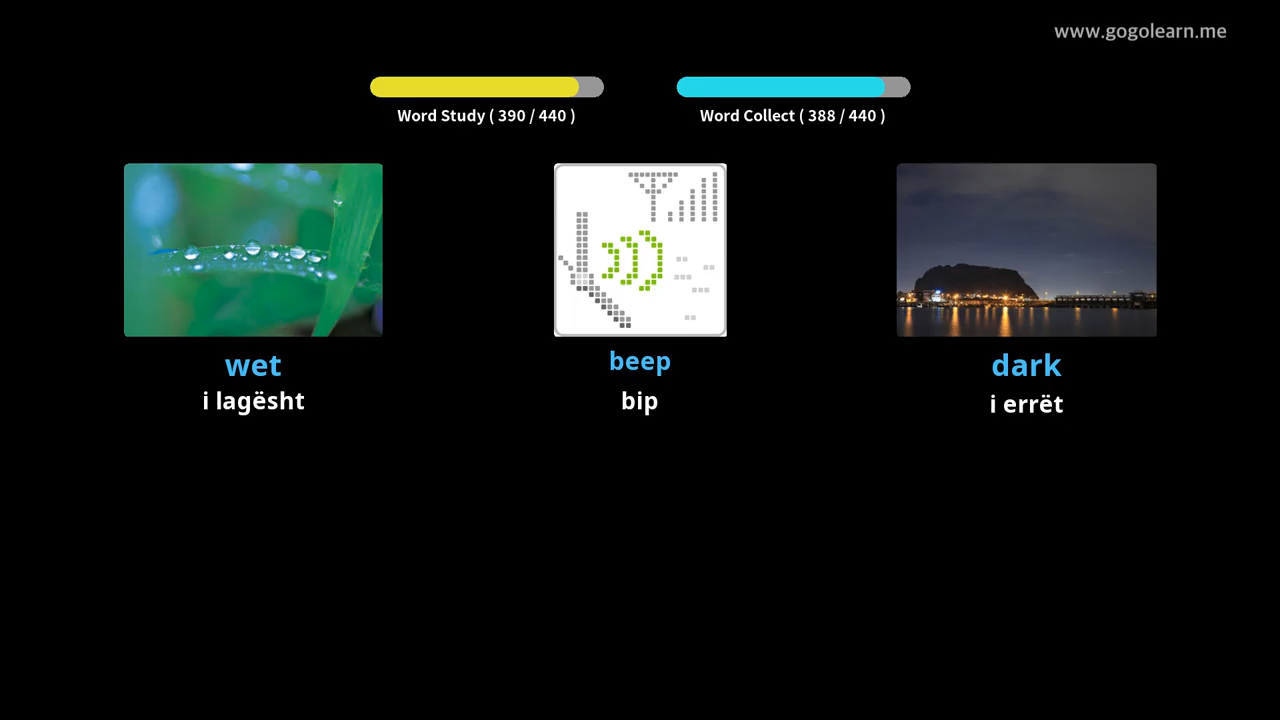 www.gogolearn.me
Word Study ( 390 / 440 )
Word Collect ( 388 / 440 )
wet
i lagësht
beep
bip
dark
i errët